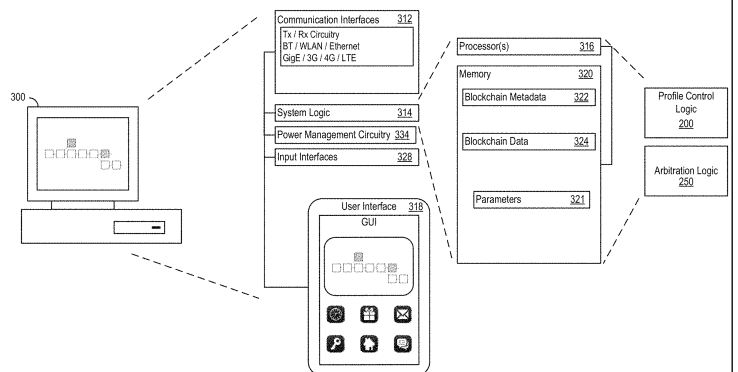 300
Communication Interfaces 312
Tx / Rx Circuitry
BT / WLAN / Ethernet
GigE / 3G / 4G / LTE
System Logic 314
Power Management Circuitry 334
Input Interfaces 328
User Interface 318
GUI
Processor(s) 316
Memory 320
Blockchain Metadata 322
Blockchain Data 324
Parameters 321
Profile Control
Logic
200
Arbitration Logic
250